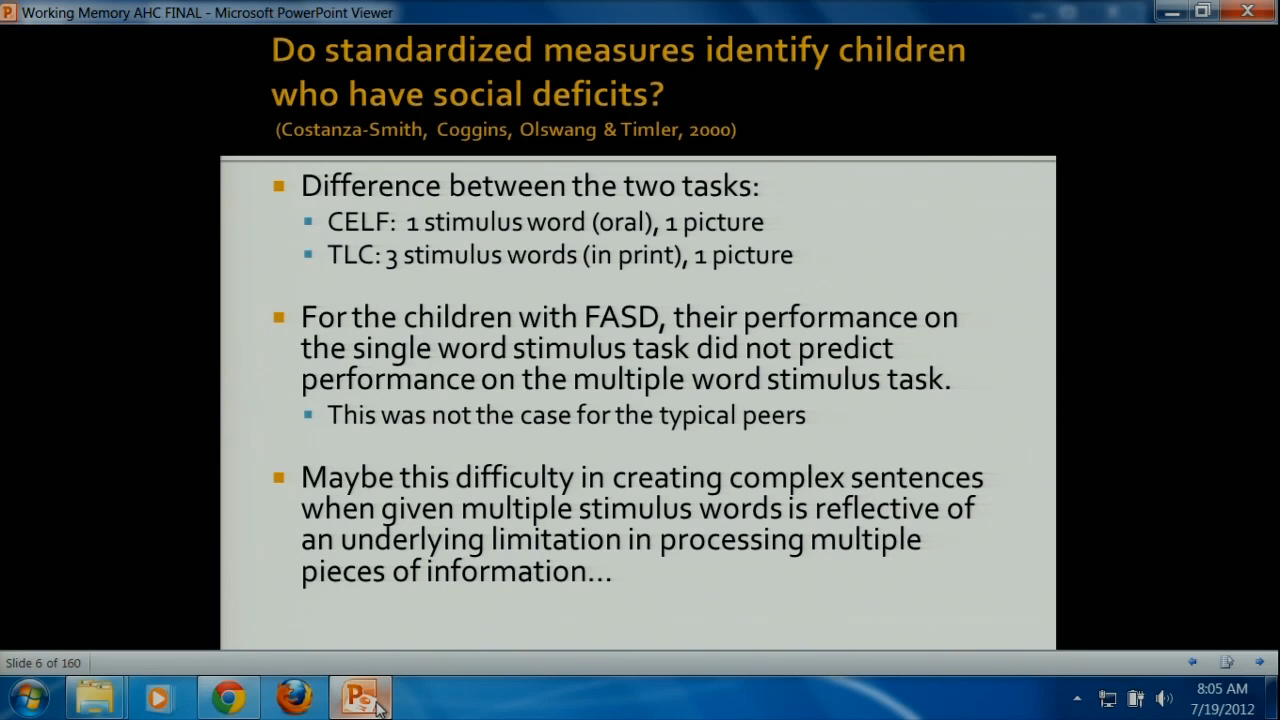 Working Memory AHC FINAL - Microsoft PowerPoint Viewer
Do standardized measures identify children
who have social deficits?
(Costanza-Smith, Coggins, Olswang & Timler, 2000)
Difference between the two tasks:
CELF: 1 stimulus word (oral), 1 picture
TLC: 3 stimulus words (in print), 1 picture
For the children with FASD, their performance on
the single word stimulus task did not predict
performance on the multiple word stimulus task.
This was not the case for the typical peers
Maybe this difficulty in creating complex sentences
when given multiple stimulus words is reflective of
an underlying limitation in processing multiple
pieces of information...
Slide 6 of 160
8:05 AM
7/19/2012